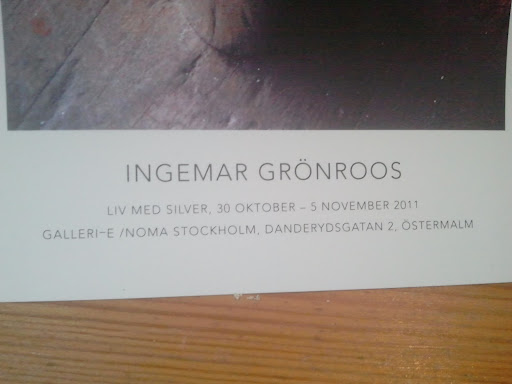 INGEMAR GRÖNROOS
LIV MED SILVER, 30 OKTOBER – 5 NOVEMBER 2011
GALLERI–E /NOMA STOCKHOLM, DANDERYDSGATAN 2, ÖSTERMALM